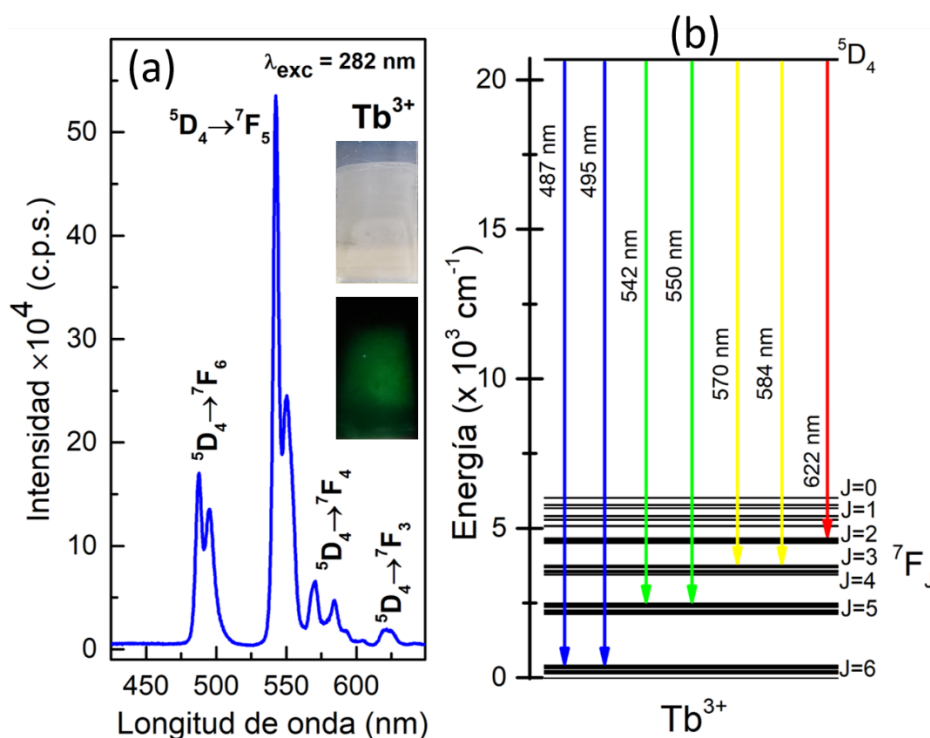 (a)
λexc = 282 nm
Tb³⁺
⁵D₄→⁷F₅
⁵D₄→⁷F₆
⁵D₄→⁷F₄
⁵D₄→⁷F₃
Intensidad ×10⁴ (c.p.s.)
50
40
30
20
10
0
450
500
550
600
Longitud de onda (nm)
(b)
⁵D₄
Energía (x 10³ cm⁻¹)
20
15
10
5
0
487 nm
495 nm
542 nm
550 nm
570 nm
584 nm
622 nm
J=0
J=1
J=2
J=3
J=4
J=5
J=6
⁷F
Tb³⁺